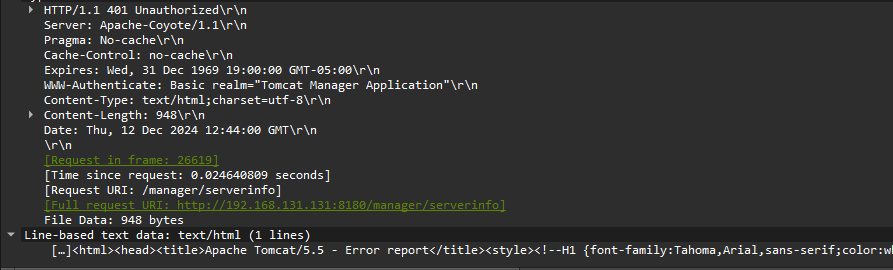 HTTP/1.1 401 Unauthorized\r\n
Server: Apache-Coyote/1.1\r\n
Pragma: No-cache\r\n
Cache-Control: no-cache\r\n
Expires: Wed, 31 Dec 1969 19:00:00 GMT-05:00\r\n
WWW-Authenticate: Basic realm="Tomcat Manager Application"\r\n
Content-Type: text/html;charset=utf-8\r\n
Content-Length: 948\r\n
Date: Thu, 12 Dec 2024 12:44:00 GMT\r\n
\r\n
[Request in frame: 26619]
[Time since request: 0.024640809 seconds]
[Request URI: /manager/serverinfo]
[Full request URI: http://192.168.131.131:8180/manager/serverinfo]
File Data: 948 bytes
Line-based text data: text/html (1 lines)
[…]<html><head><title>Apache Tomcat/5.5 - Error report</title><style><!--H1 {font-family:Tahoma,Arial,sans-serif;color: